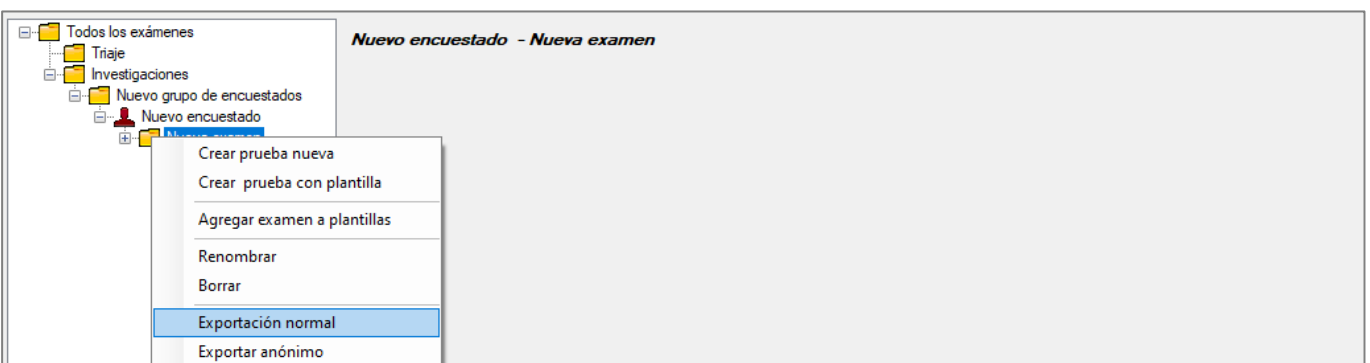 Todos los exámenes
Nuevo encuestado - Nueva examen
Triaje
Investigaciones
Nuevo grupo de encuestados
Nuevo encuestado
Crear prueba nueva
Crear prueba con plantilla
Agregar examen a plantillas
Renombrar
Borrar
Exportación normal
Exportar anónimo